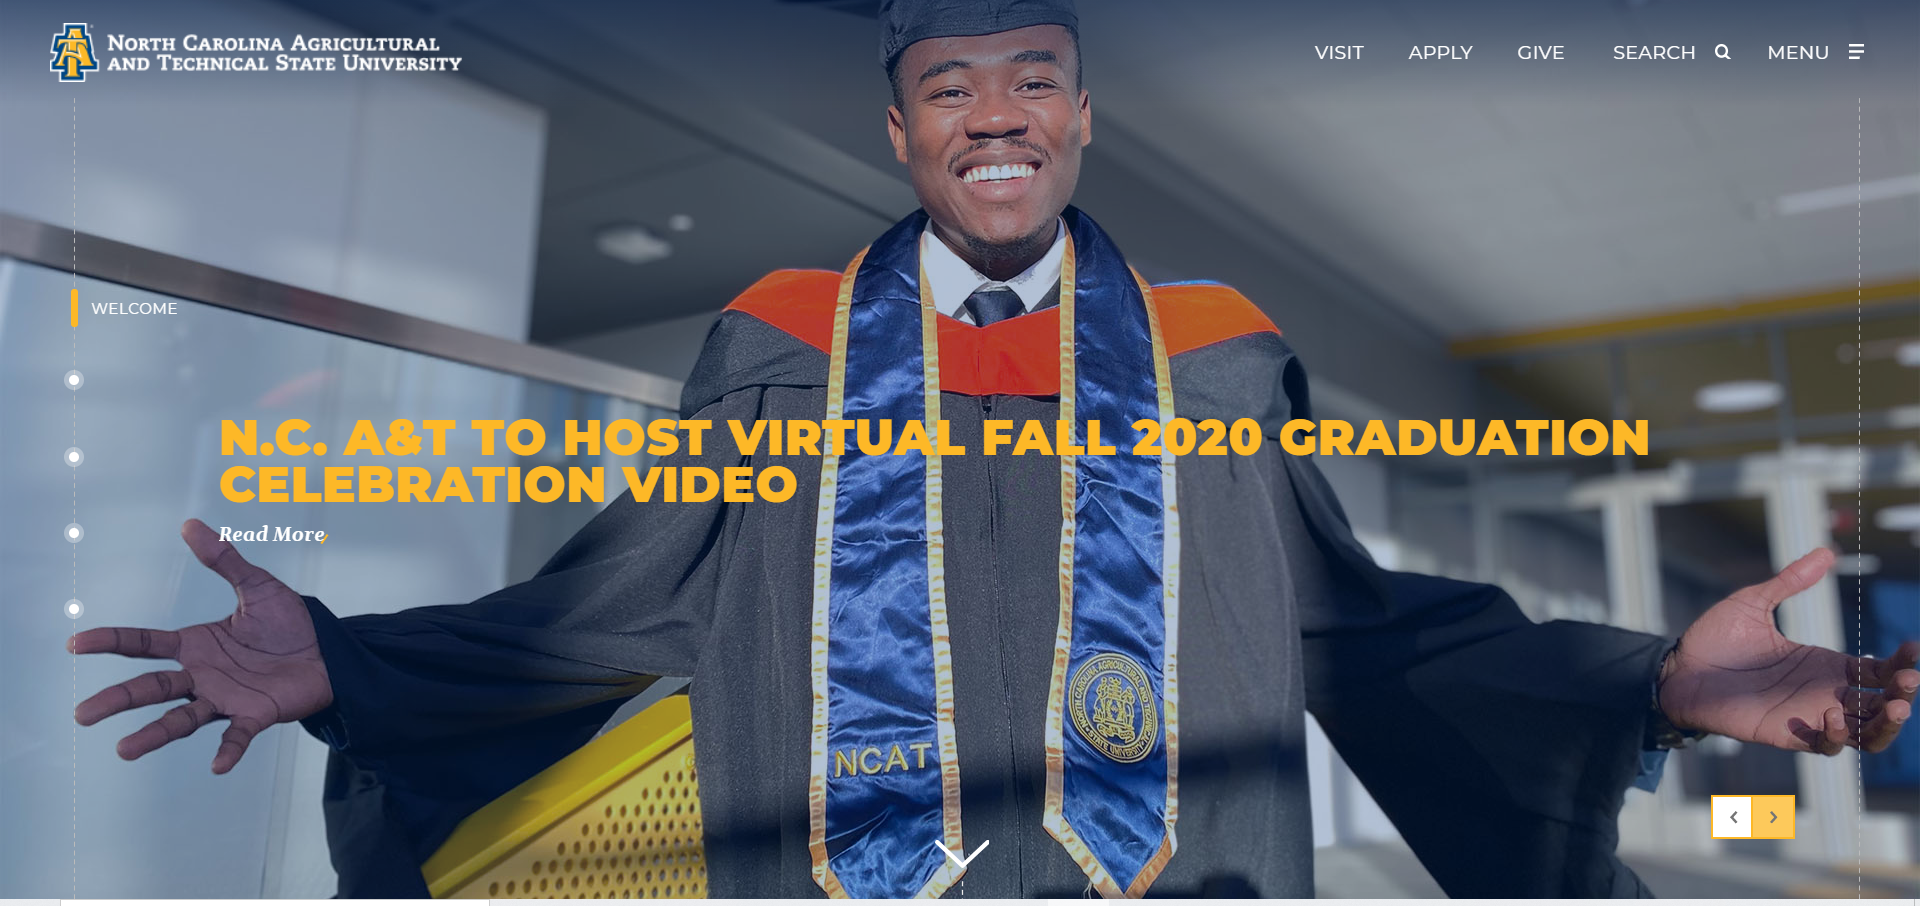 North Carolina Agricultural
and Technical State University
VISIT
APPLY
GIVE
SEARCH
MENU
WELCOME
N.C. A&T TO HOST VIRTUAL FALL 2020 GRADUATION
CELEBRATION VIDEO
Read More
NCAT
NORTH CAROLINA AGRICULTURAL AND TECHNICAL
STATE UNIVERSITY